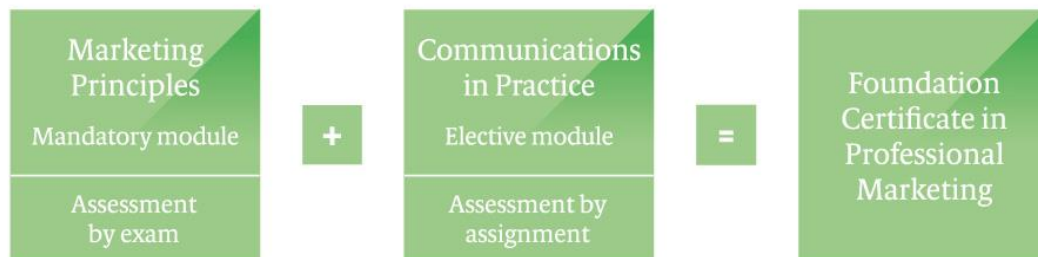 Marketing
Principles
Mandatory module
Assessment
by exam
+
Communications
in Practice
Elective module
Assessment by
assignment
=
Foundation
Certificate in
Professional
Marketing